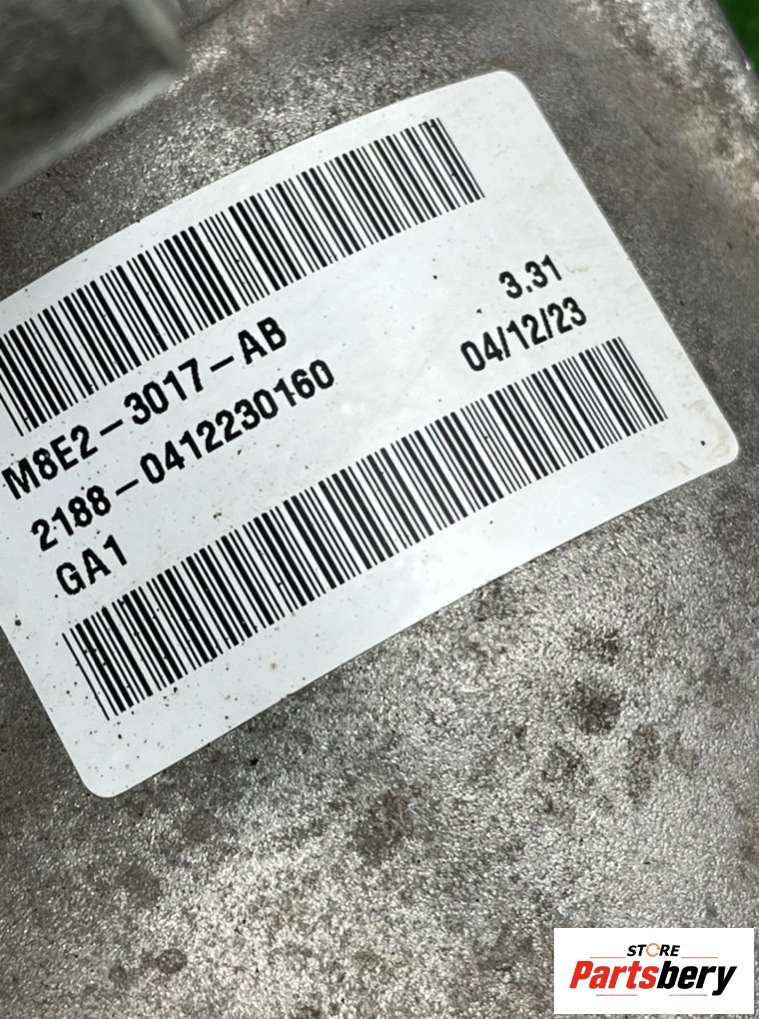 M8E2-3017-AB
3.31
2188-0412230160
04/12/23
GA1
STORE
Partsbery